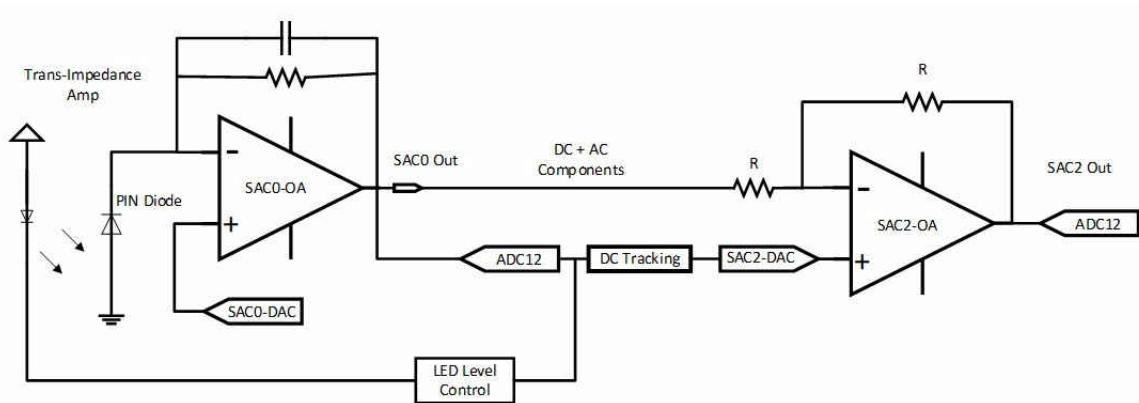 Trans-Impedance
Amp
PIN Diode
SAC0-OA
SAC0-DAC
SAC0 Out
DC + AC
Components
ADC12
DC Tracking
SAC2-DAC
LED Level
Control
R
R
SAC2-OA
SAC2 Out
ADC12